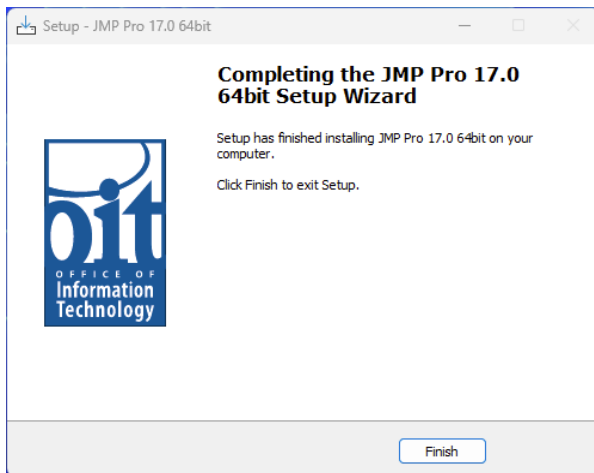 Setup - JMP Pro 17.0 64bit
Completing the JMP Pro 17.0
64bit Setup Wizard
Setup has finished installing JMP Pro 17.0 64bit on your
computer.
Click Finish to exit Setup.
oit
OFFICE OF
Information
Technology
Finish